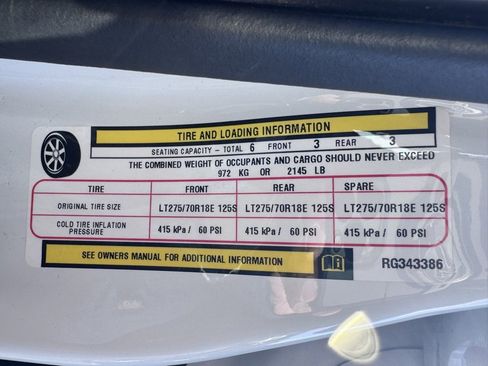 TIRE AND LOADING INFORMATION
SEATING CAPACITY - TOTAL 6 FRONT 3 REAR 3
THE COMBINED WEIGHT OF OCCUPANTS AND CARGO SHOULD NEVER EXCEED
972 KG OR 2145 LB
TIRE FRONT REAR SPARE
ORIGINAL TIRE SIZE LT275/70R18E 125S LT275/70R18E 125S LT275/70R18E 125S
COLD TIRE INFLATION
PRESSURE 415 kPa / 60 PSI 415 kPa / 60 PSI 415 kPa / 60 PSI
SEE OWNERS MANUAL FOR ADDITIONAL INFORMATION RG343386